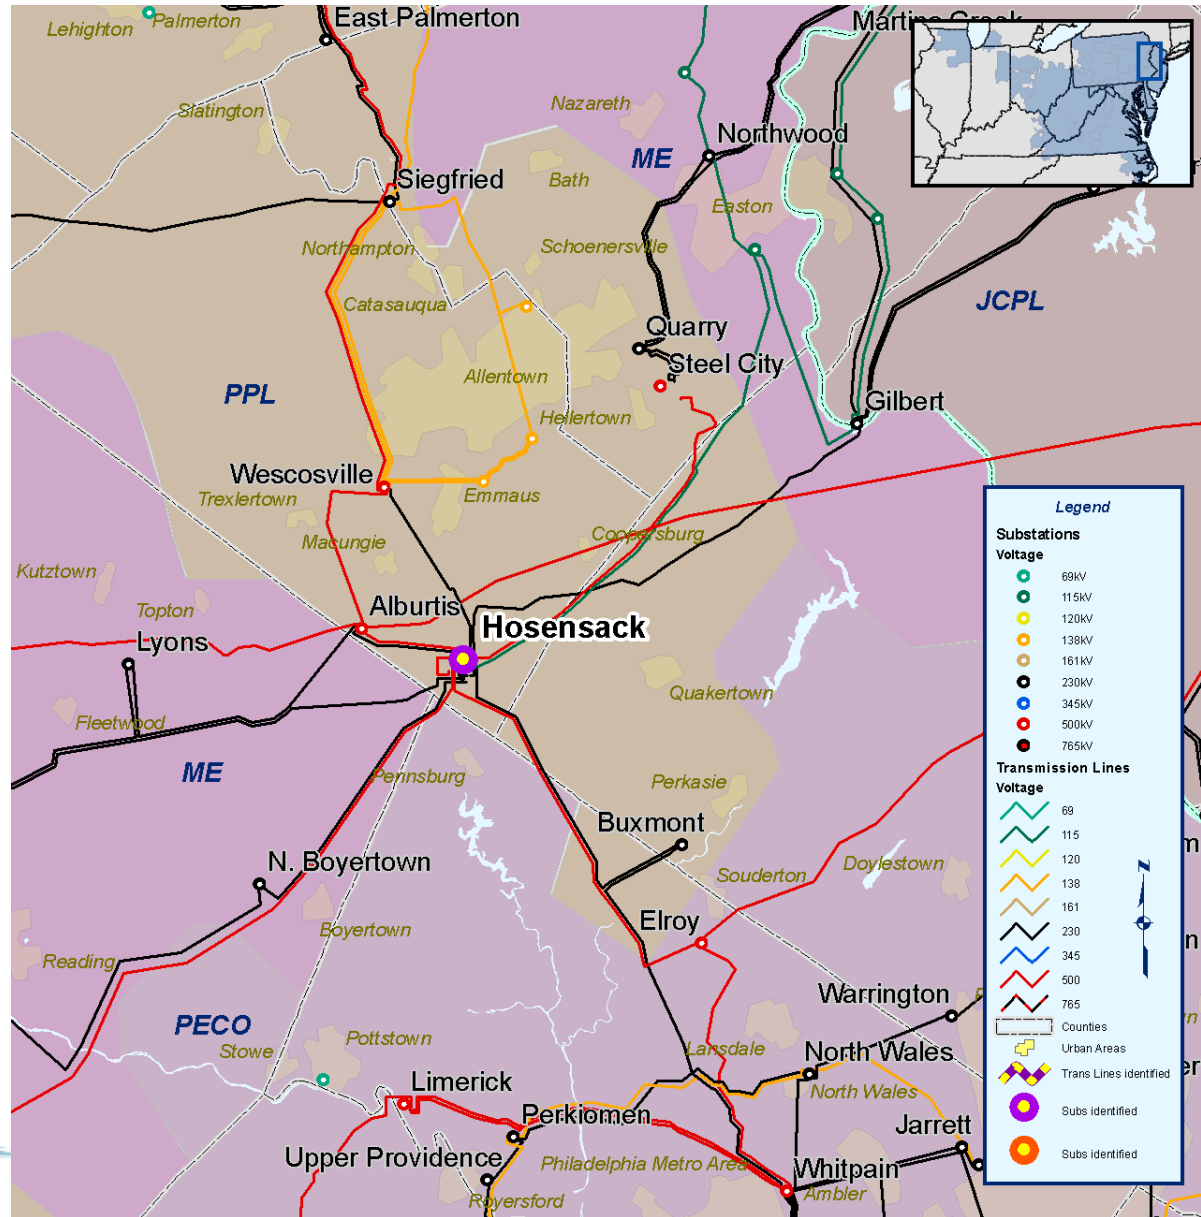 East Palmerton
Martins Creek
Lehighton
Palmerton
Slatington
Nazareth
Northwood
ME
Siegfried
Bath
Easton
Northampton
Schoenersville
Catasauqua
JCPL
Quarry
Steel City
Allentown
PPL
Gilbert
Hellertown
Wescosville
Trexlertown
Emmaus
Macungie
Coopersburg
Kutztown
Topton
Alburtis
Hosensack
Lyons
Quakertown
Fleetwood
ME
Pennsburg
Perkasie
Buxmont
N. Boyertown
Souderton
Doylestown
Boyertown
Elroy
Reading
Warrington
PECO
Pottstown
Stowe
Lansdale
North Wales
North Wales
Limerick
Perkiomen
Jarrett
Upper Providence
Philadelphia Metro Area
Whitpain
Royersford
Ambler
Legend
Substations
Voltage
69kV
115kV
120kV
138kV
161kV
230kV
345kV
500kV
765kV
Transmission Lines
Voltage
69
115
120
138
161
230
345
500
765
N
Counties
Urban Areas
Trans Lines identified
Subs identified
Subs identified